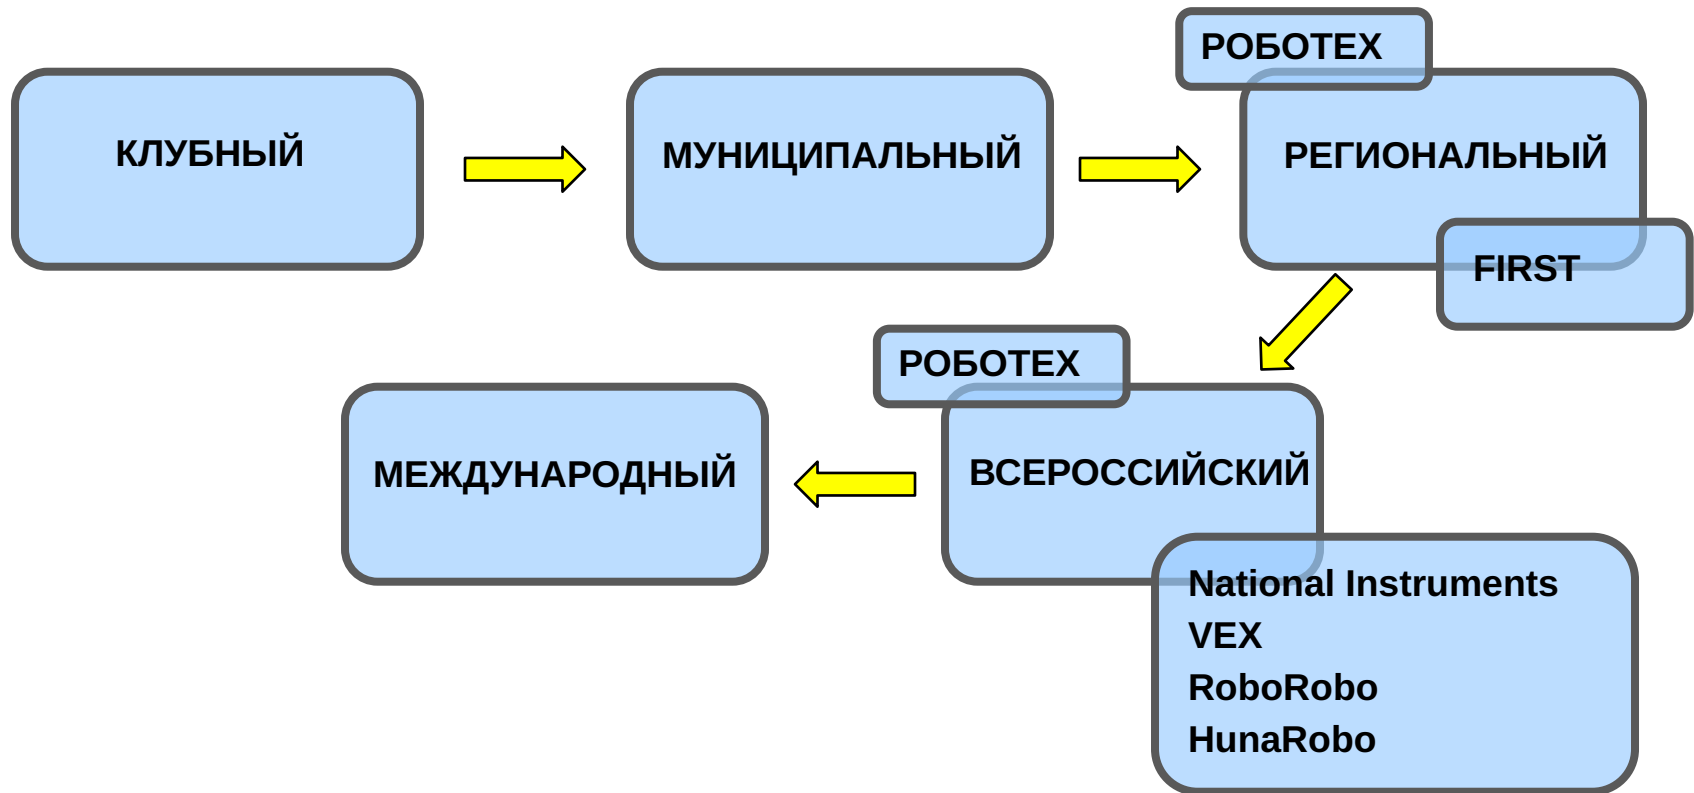 РОБОТЕХ
КЛУБНЫЙ
МУНИЦИПАЛЬНЫЙ
РЕГИОНАЛЬНЫЙ
FIRST
РОБОТЕХ
МЕЖДУНАРОДНЫЙ
ВСЕРОССИЙСКИЙ
National Instruments
VEX
RoboRobo
HunaRobo